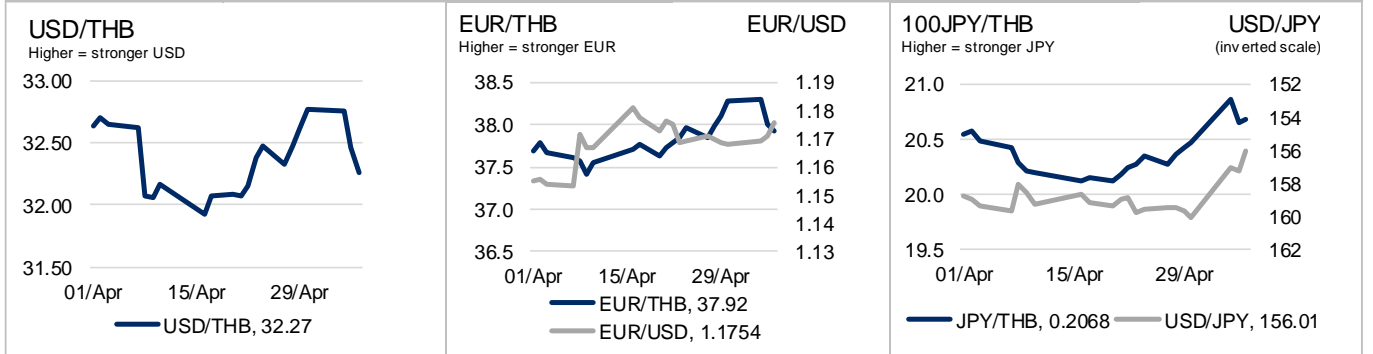 USD/THB
Higher = stronger USD
33.00
32.50
32.00
31.50
01/Apr 15/Apr 29/Apr
USD/THB, 32.27
EUR/THB EUR/USD
Higher = stronger EUR
38.5 1.19
38.0 1.18
37.5 1.17
37.0 1.16
36.5 1.15
1.14
1.13
01/Apr 15/Apr 29/Apr
EUR/THB, 37.92
EUR/USD, 1.1754
100JPY/THB USD/JPY
Higher = stronger JPY (inverted scale)
21.0 152
20.5 154
20.0 156
19.5 158
160
162
01/Apr 15/Apr 29/Apr
JPY/THB, 0.2068 USD/JPY, 156.01